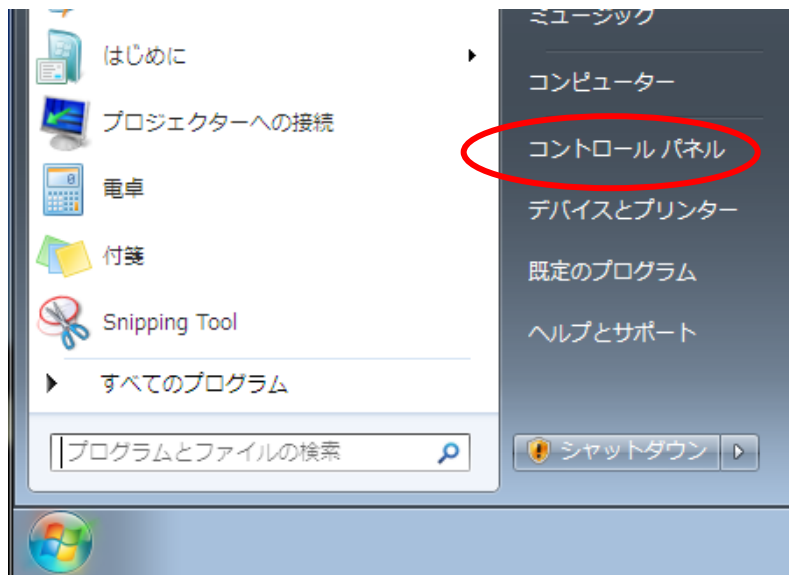 はじめに
プロジェクターへの接続
電卓
付箋
Snipping Tool
すべてのプログラム
プログラムとファイルの検索
ミュージック
コンピューター
コントロール パネル
デバイスとプリンター
既定のプログラム
ヘルプとサポート
シャットダウン